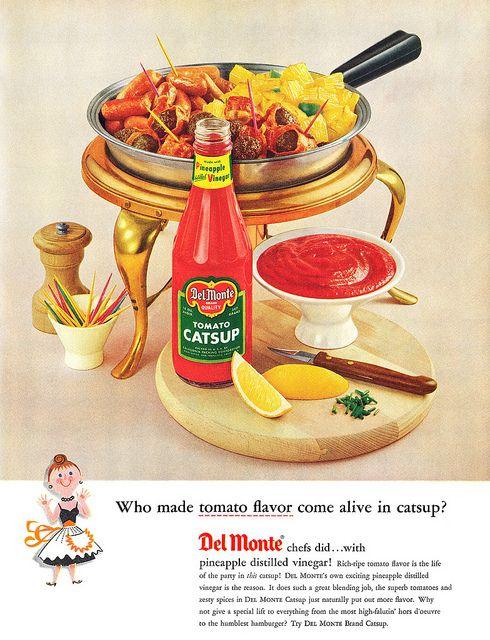 Made with
Pineapple
Distilled Vinegar
Del Monte
BRAND
QUALITY
TOMATO
CATSUP
Who made tomato flavor come alive in catsup?
Del Monte® chefs did...with
pineapple distilled vinegar! Rich-ripe tomato flavor is the life
of the party in this catsup! DEL MONTE'S own exciting pineapple distilled
vinegar is the reason. It does such a great blending job, the superb tomatoes and
zesty spices in DEL MONTE Catsup just naturally put out more flavor. Why
not give a special lift to everything from the most high-falutin' hors d'oeuvre
to the humblest hamburger? Try DEL MONTE Brand Catsup.